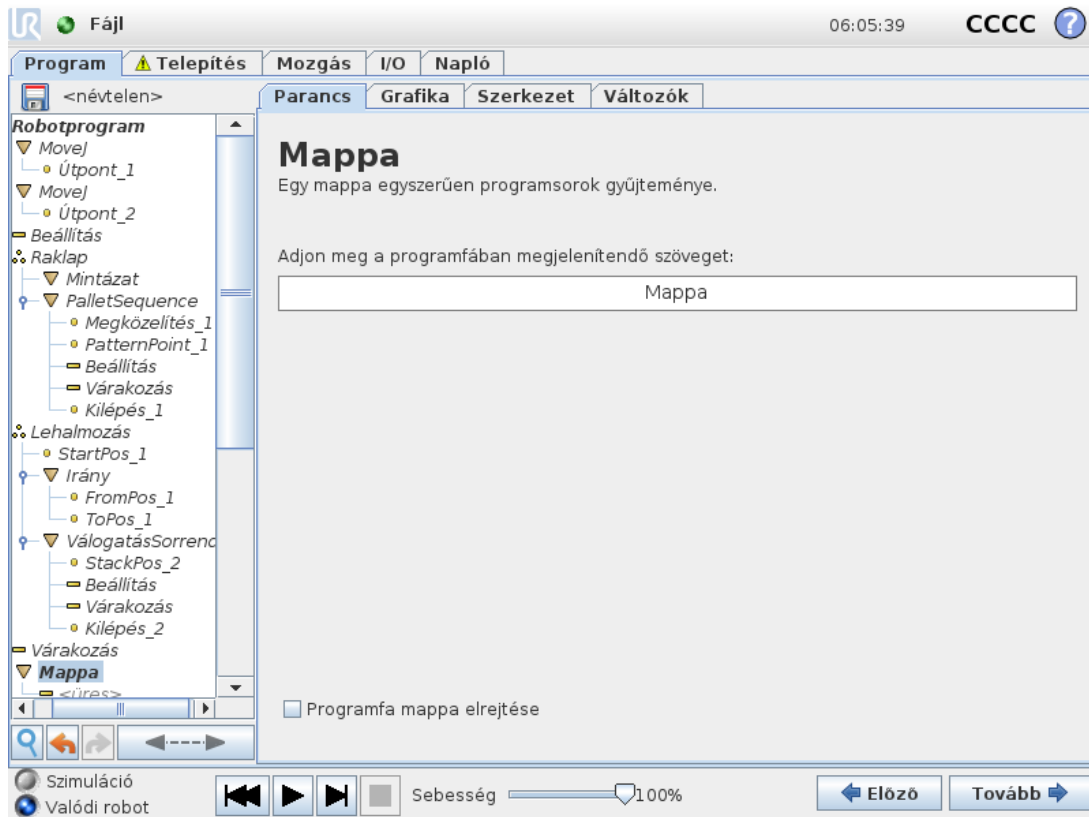 UR Fájl 06:05:39 CCCC ?
Program Telepítés Mozgás I/O Napló
<névtelen> Parancs Grafika Szerkezet Változók
Robotprogram
MoveJ
Útpont_1
MoveJ
Útpont_2
Beállítás
Raklap
Mintázat
PalletSequence
Megközelítés_1
PatternPoint_1
Beállítás
Várakozás
Kilépés_1
Lehalmozás
StartPos_1
Irány
FromPos_1
ToPos_1
VálogatásSorrend
StackPos_2
Beállítás
Várakozás
Kilépés_2
Várakozás
Mappa
<üres>
Mappa
Egy mappa egyszerűen programsorok gyűjteménye.
Adjon meg a programfában megjelenítendő szöveget:
Mappa
Programfa mappa elrejtése
Szimuláció
Valódi robot
Sebesség 100%
Előző Tovább